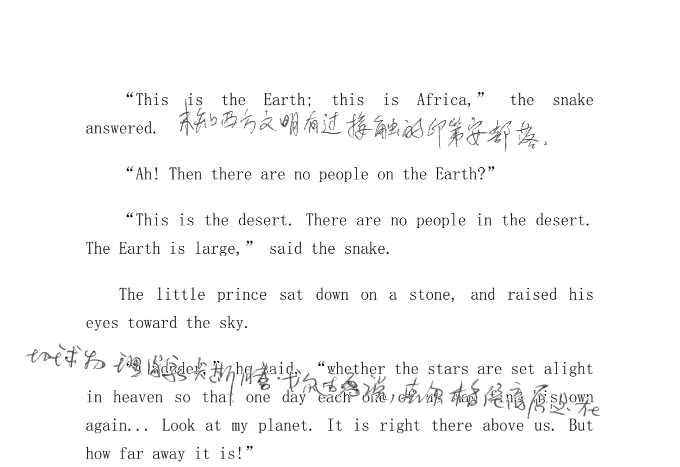 “This is the Earth; this is Africa,” the snake
answered.
未和西方文明有过接触的印第安部落、
“Ah! Then there are no people on the Earth?”
“This is the desert. There are no people in the desert.
The Earth is large,” said the snake.
The little prince sat down on a stone, and raised his
eyes toward the sky.
“I wonder,” he said, “whether the stars are set alight
in heaven so that one day each one of us may find his own
again... Look at my planet. It is right there above us. But
how far away it is!”
地球为